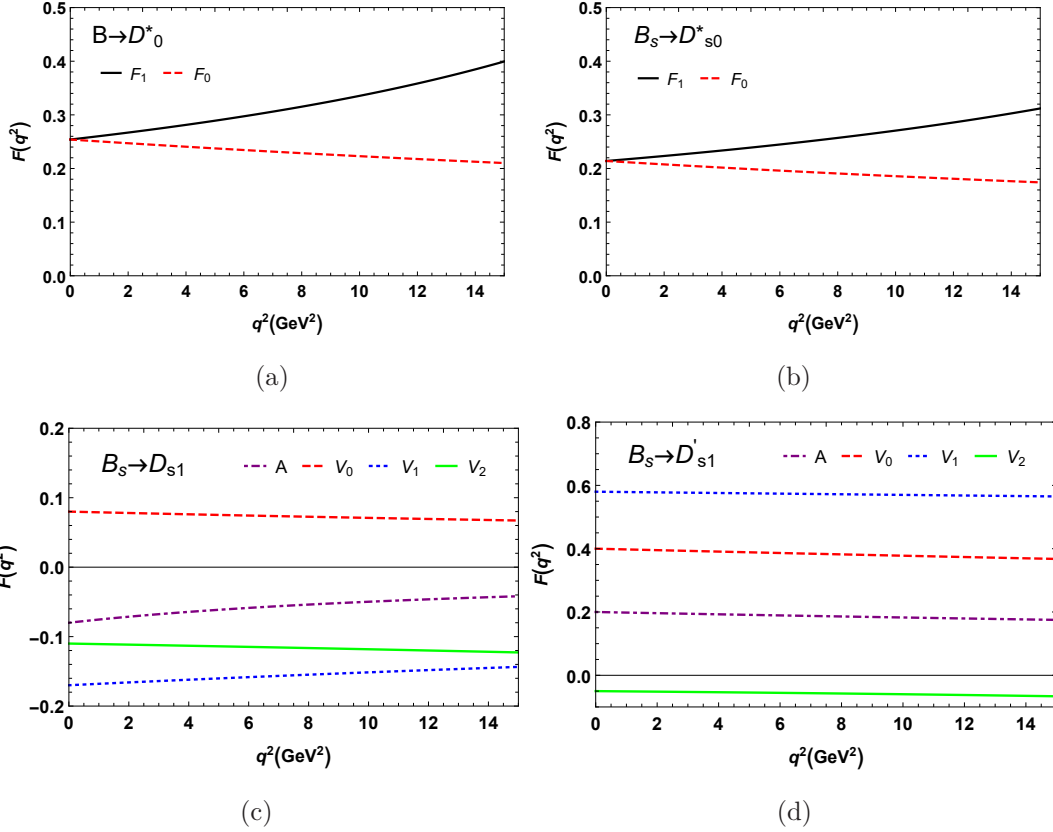 B→D*0
F1 F0
F(q2)
0.5
0.4
0.3
0.2
0.1
0.0
0 2 4 6 8 10 12 14
q2(GeV2)
(a)
Bs→D*s0
F1 F0
F(q2)
0.5
0.4
0.3
0.2
0.1
0.0
0 2 4 6 8 10 12 14
q2(GeV2)
(b)
Bs→Ds1
A V0 V1 V2
F(q2)
0.2
0.1
0.0
−0.1
−0.2
0 2 4 6 8 10 12 14
q2(GeV2)
(c)
Bs→D's1
A V0 V1 V2
F(q2)
0.8
0.6
0.4
0.2
0.0
0 2 4 6 8 10 12 14
q2(GeV2)
(d)